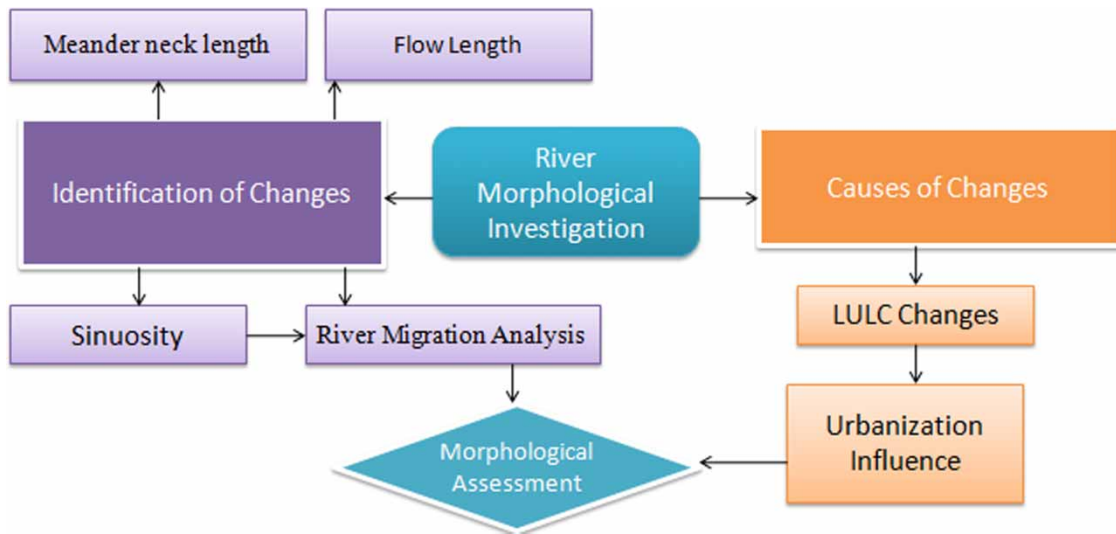 Meander neck length
Flow Length
Identification of Changes
River
Morphological
Investigation
Causes of Changes
Sinuosity
River Migration Analysis
LULC Changes
Urbanization
Influence
Morphological
Assessment